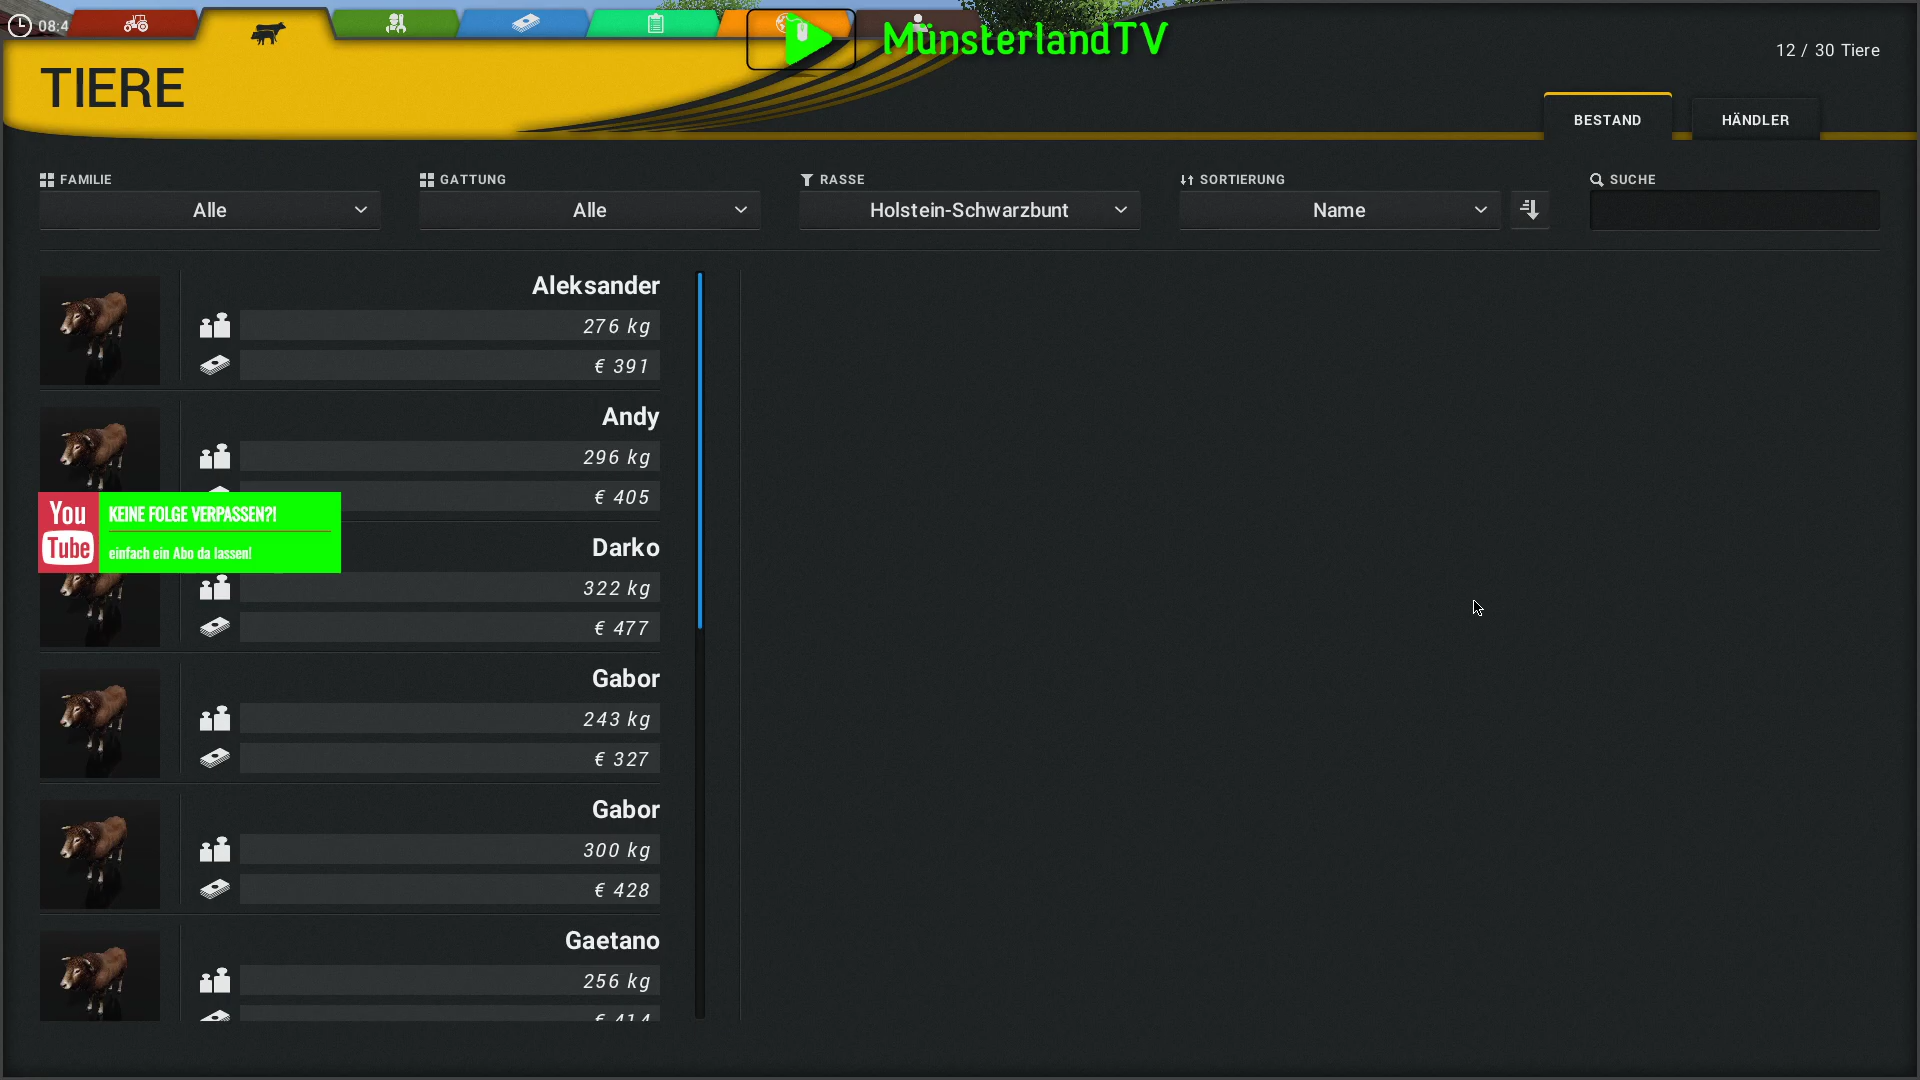 08:4
MünsterlandTV
12 / 30 Tiere
TIERE
BESTAND
HÄNDLER
FAMILIE
GATTUNG
RASSE
SORTIERUNG
SUCHE
Alle
Alle
Holstein-Schwarzbunt
Name
Aleksander
276 kg
€ 391
Andy
296 kg
€ 405
You
Tube
KEINE FOLGE VERPASSEN?!
einfach ein Abo da lassen!
Darko
322 kg
€ 477
Gabor
243 kg
€ 327
Gabor
300 kg
€ 428
Gaetano
256 kg
€ 414